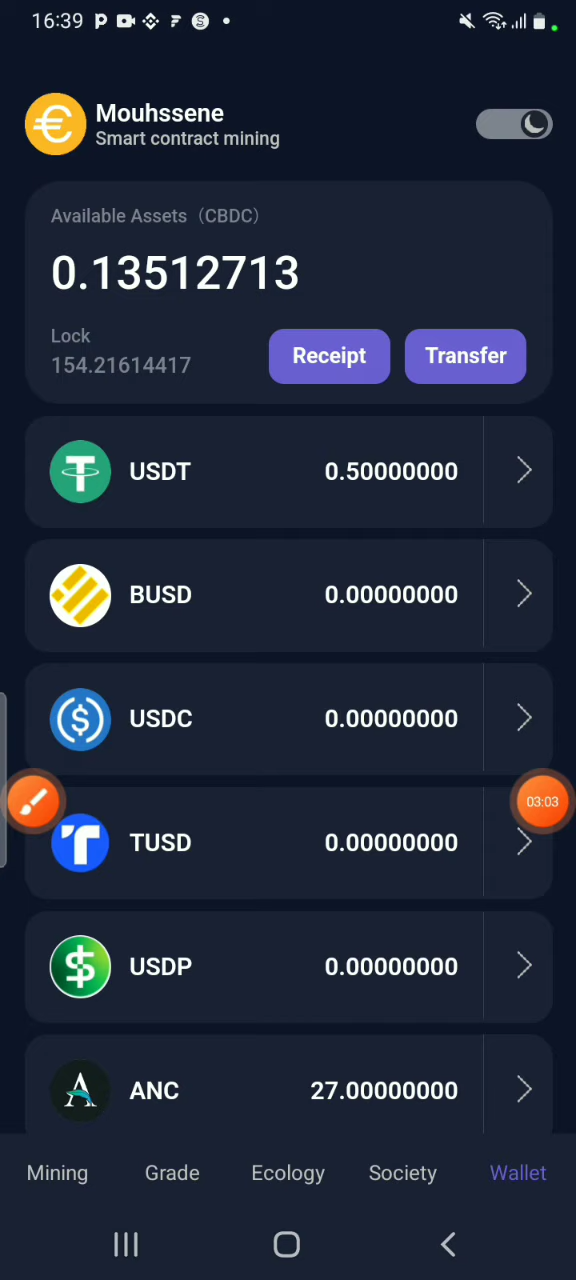 16:39
Mouhssene
Smart contract mining
Available Assets（CBDC）
0.13512713
Lock
154.21614417
Receipt
Transfer
USDT 0.50000000
BUSD 0.00000000
USDC 0.00000000
03:03
TUSD 0.00000000
USDP 0.00000000
ANC 27.00000000
Mining Grade Ecology Society Wallet